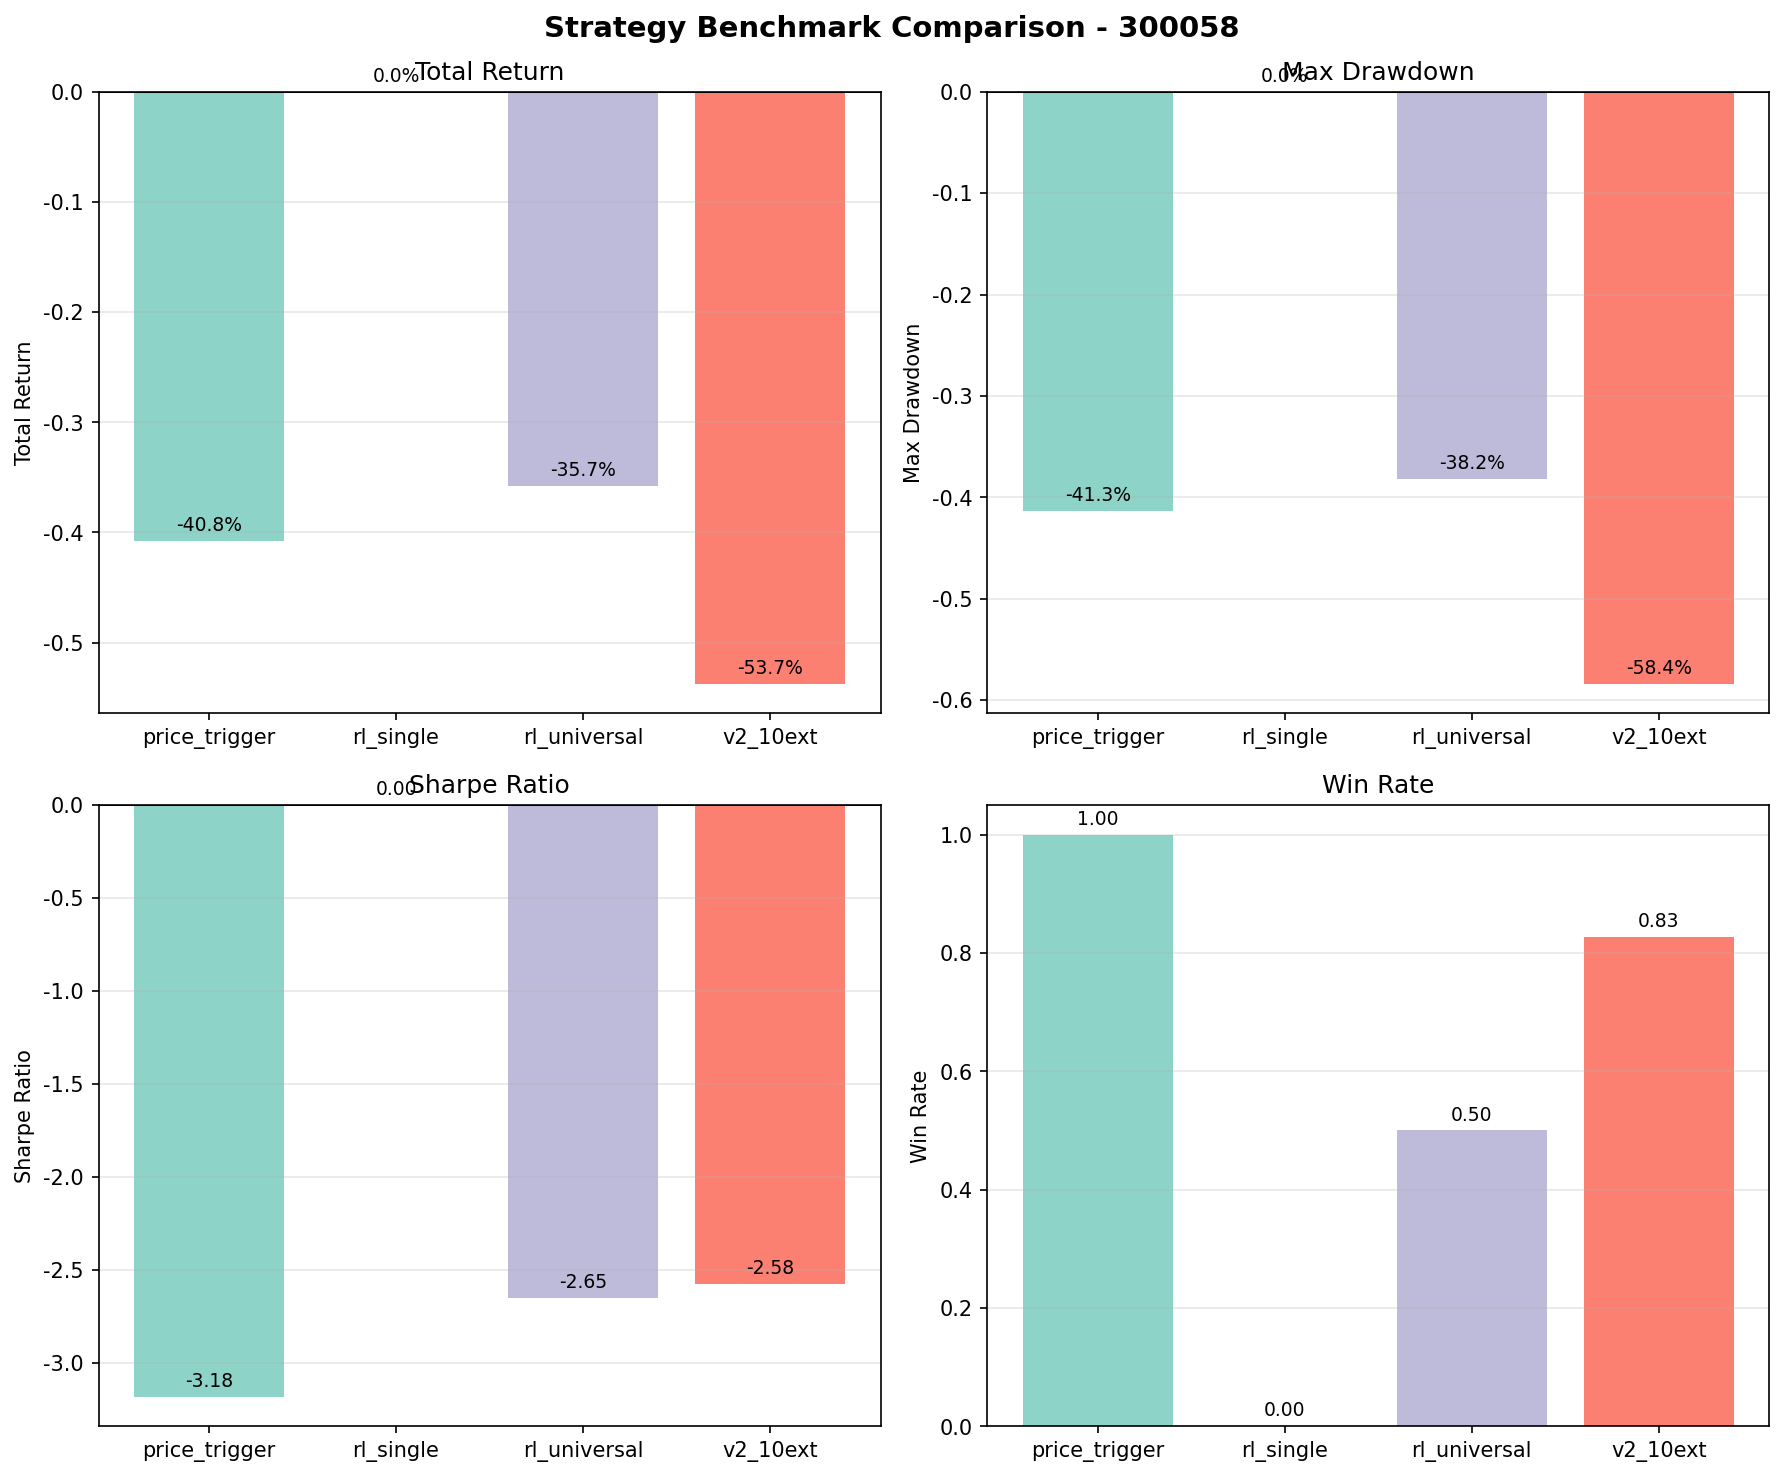 Strategy Benchmark Comparison - 300058
Total Return
0.0%
0.0
-0.1
-0.2
-0.3
-0.4
-0.5
Total Return
-40.8%
-35.7%
-53.7%
price_trigger
rl_single
rl_universal
v2_10ext
Max Drawdown
0.0%
0.0
-0.1
-0.2
-0.3
-0.4
-0.5
-0.6
Max Drawdown
-41.3%
-38.2%
-58.4%
price_trigger
rl_single
rl_universal
v2_10ext
Sharpe Ratio
0.00
0.0
-0.5
-1.0
-1.5
-2.0
-2.5
-3.0
Sharpe Ratio
-3.18
-2.65
-2.58
price_trigger
rl_single
rl_universal
v2_10ext
Win Rate
1.0
0.8
0.6
0.4
0.2
0.0
Win Rate
1.00
0.00
0.50
0.83
price_trigger
rl_single
rl_universal
v2_10ext